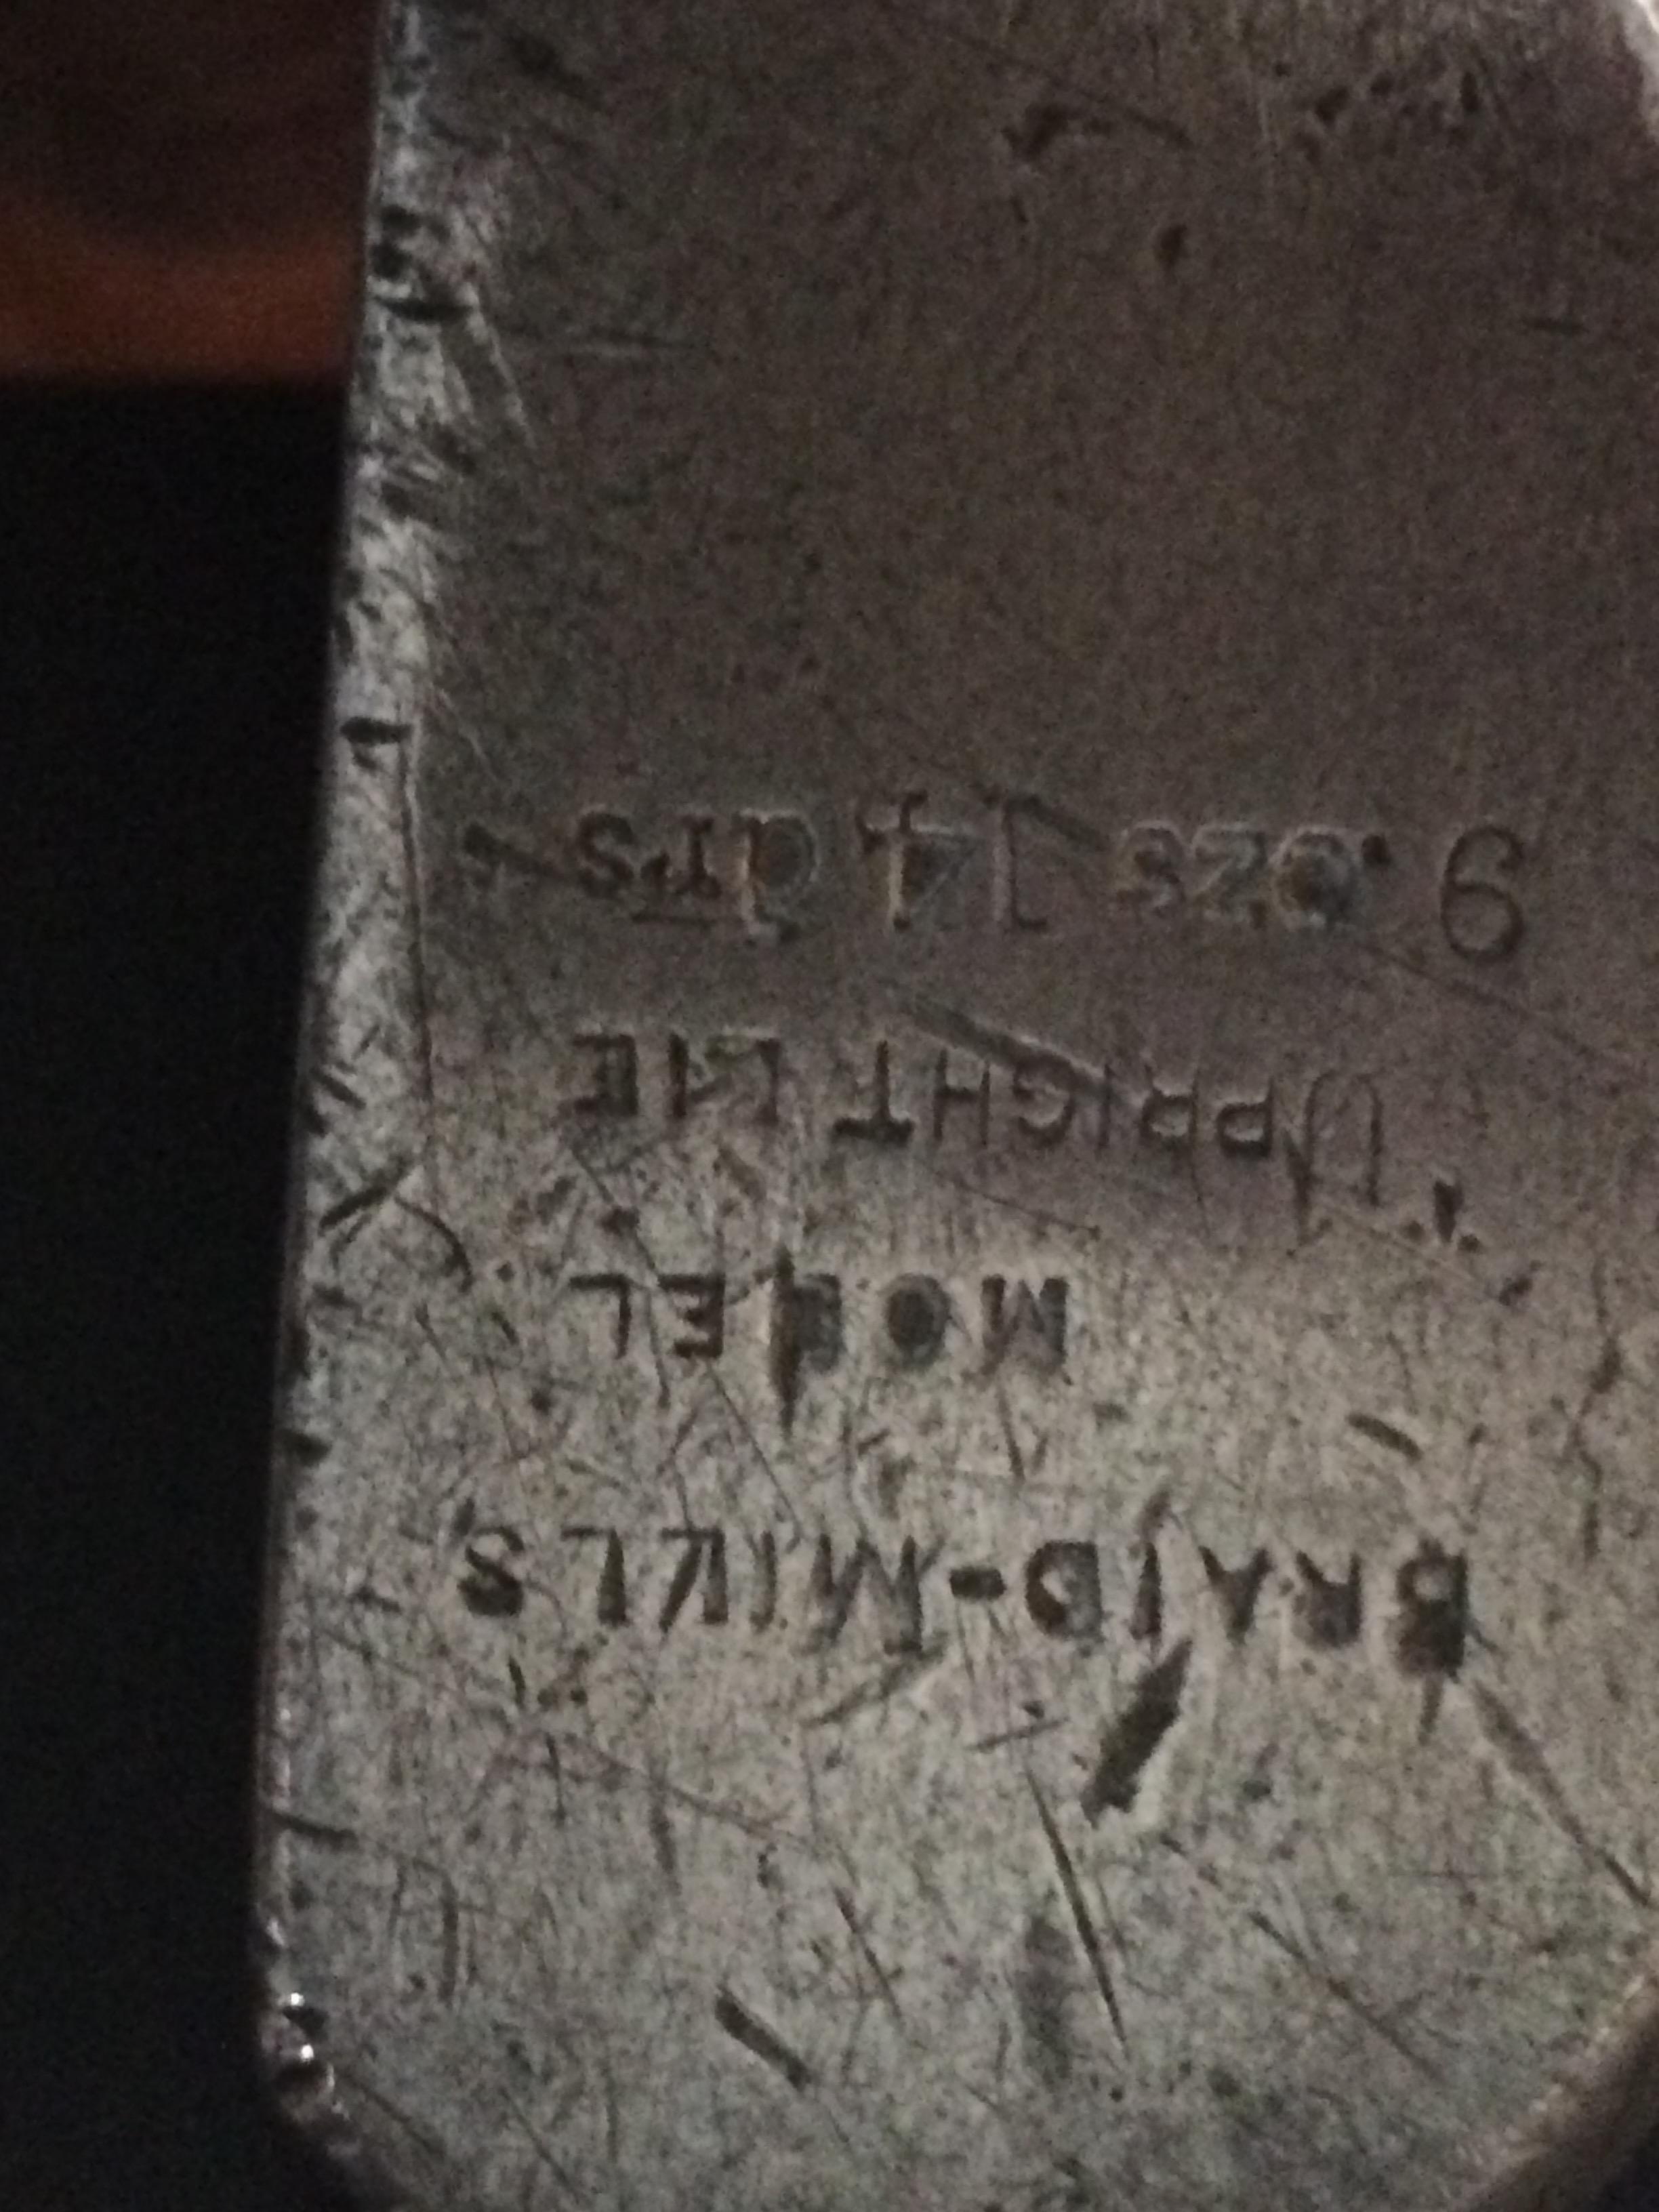 BRAID-MILLS
MODEL
UPRIGHT LIE
9 ozs 14 drs